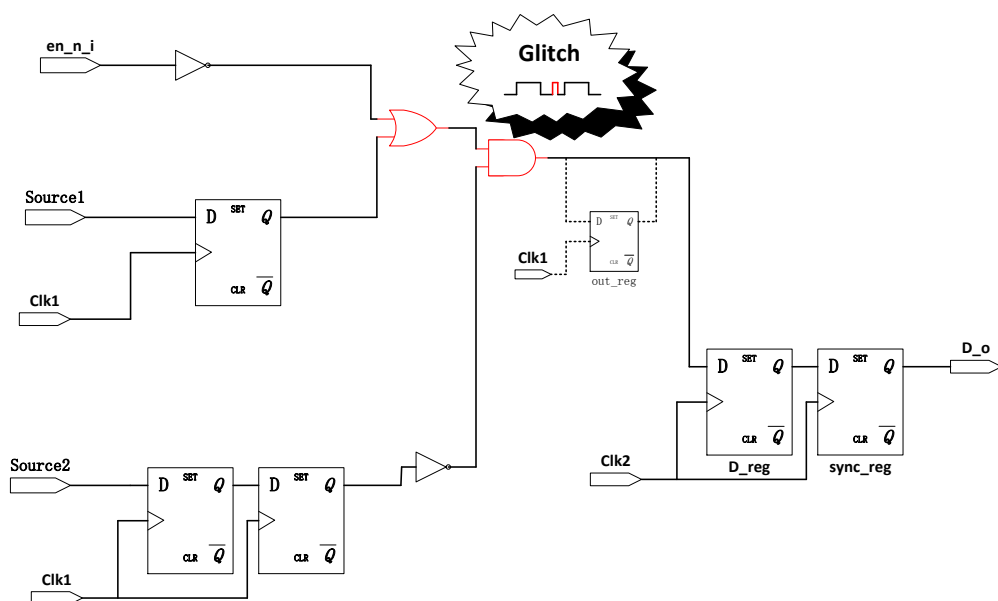 en_n_i
Glitch
Source1
D SET Q
CLR Q
Clk1
D SET Q
CLR Q
Clk1
out_reg
D SET Q
CLR Q
D_reg
D SET Q
CLR Q
sync_reg
D_o
Clk2
Source2
D SET Q
CLR Q
D SET Q
CLR Q
Clk1